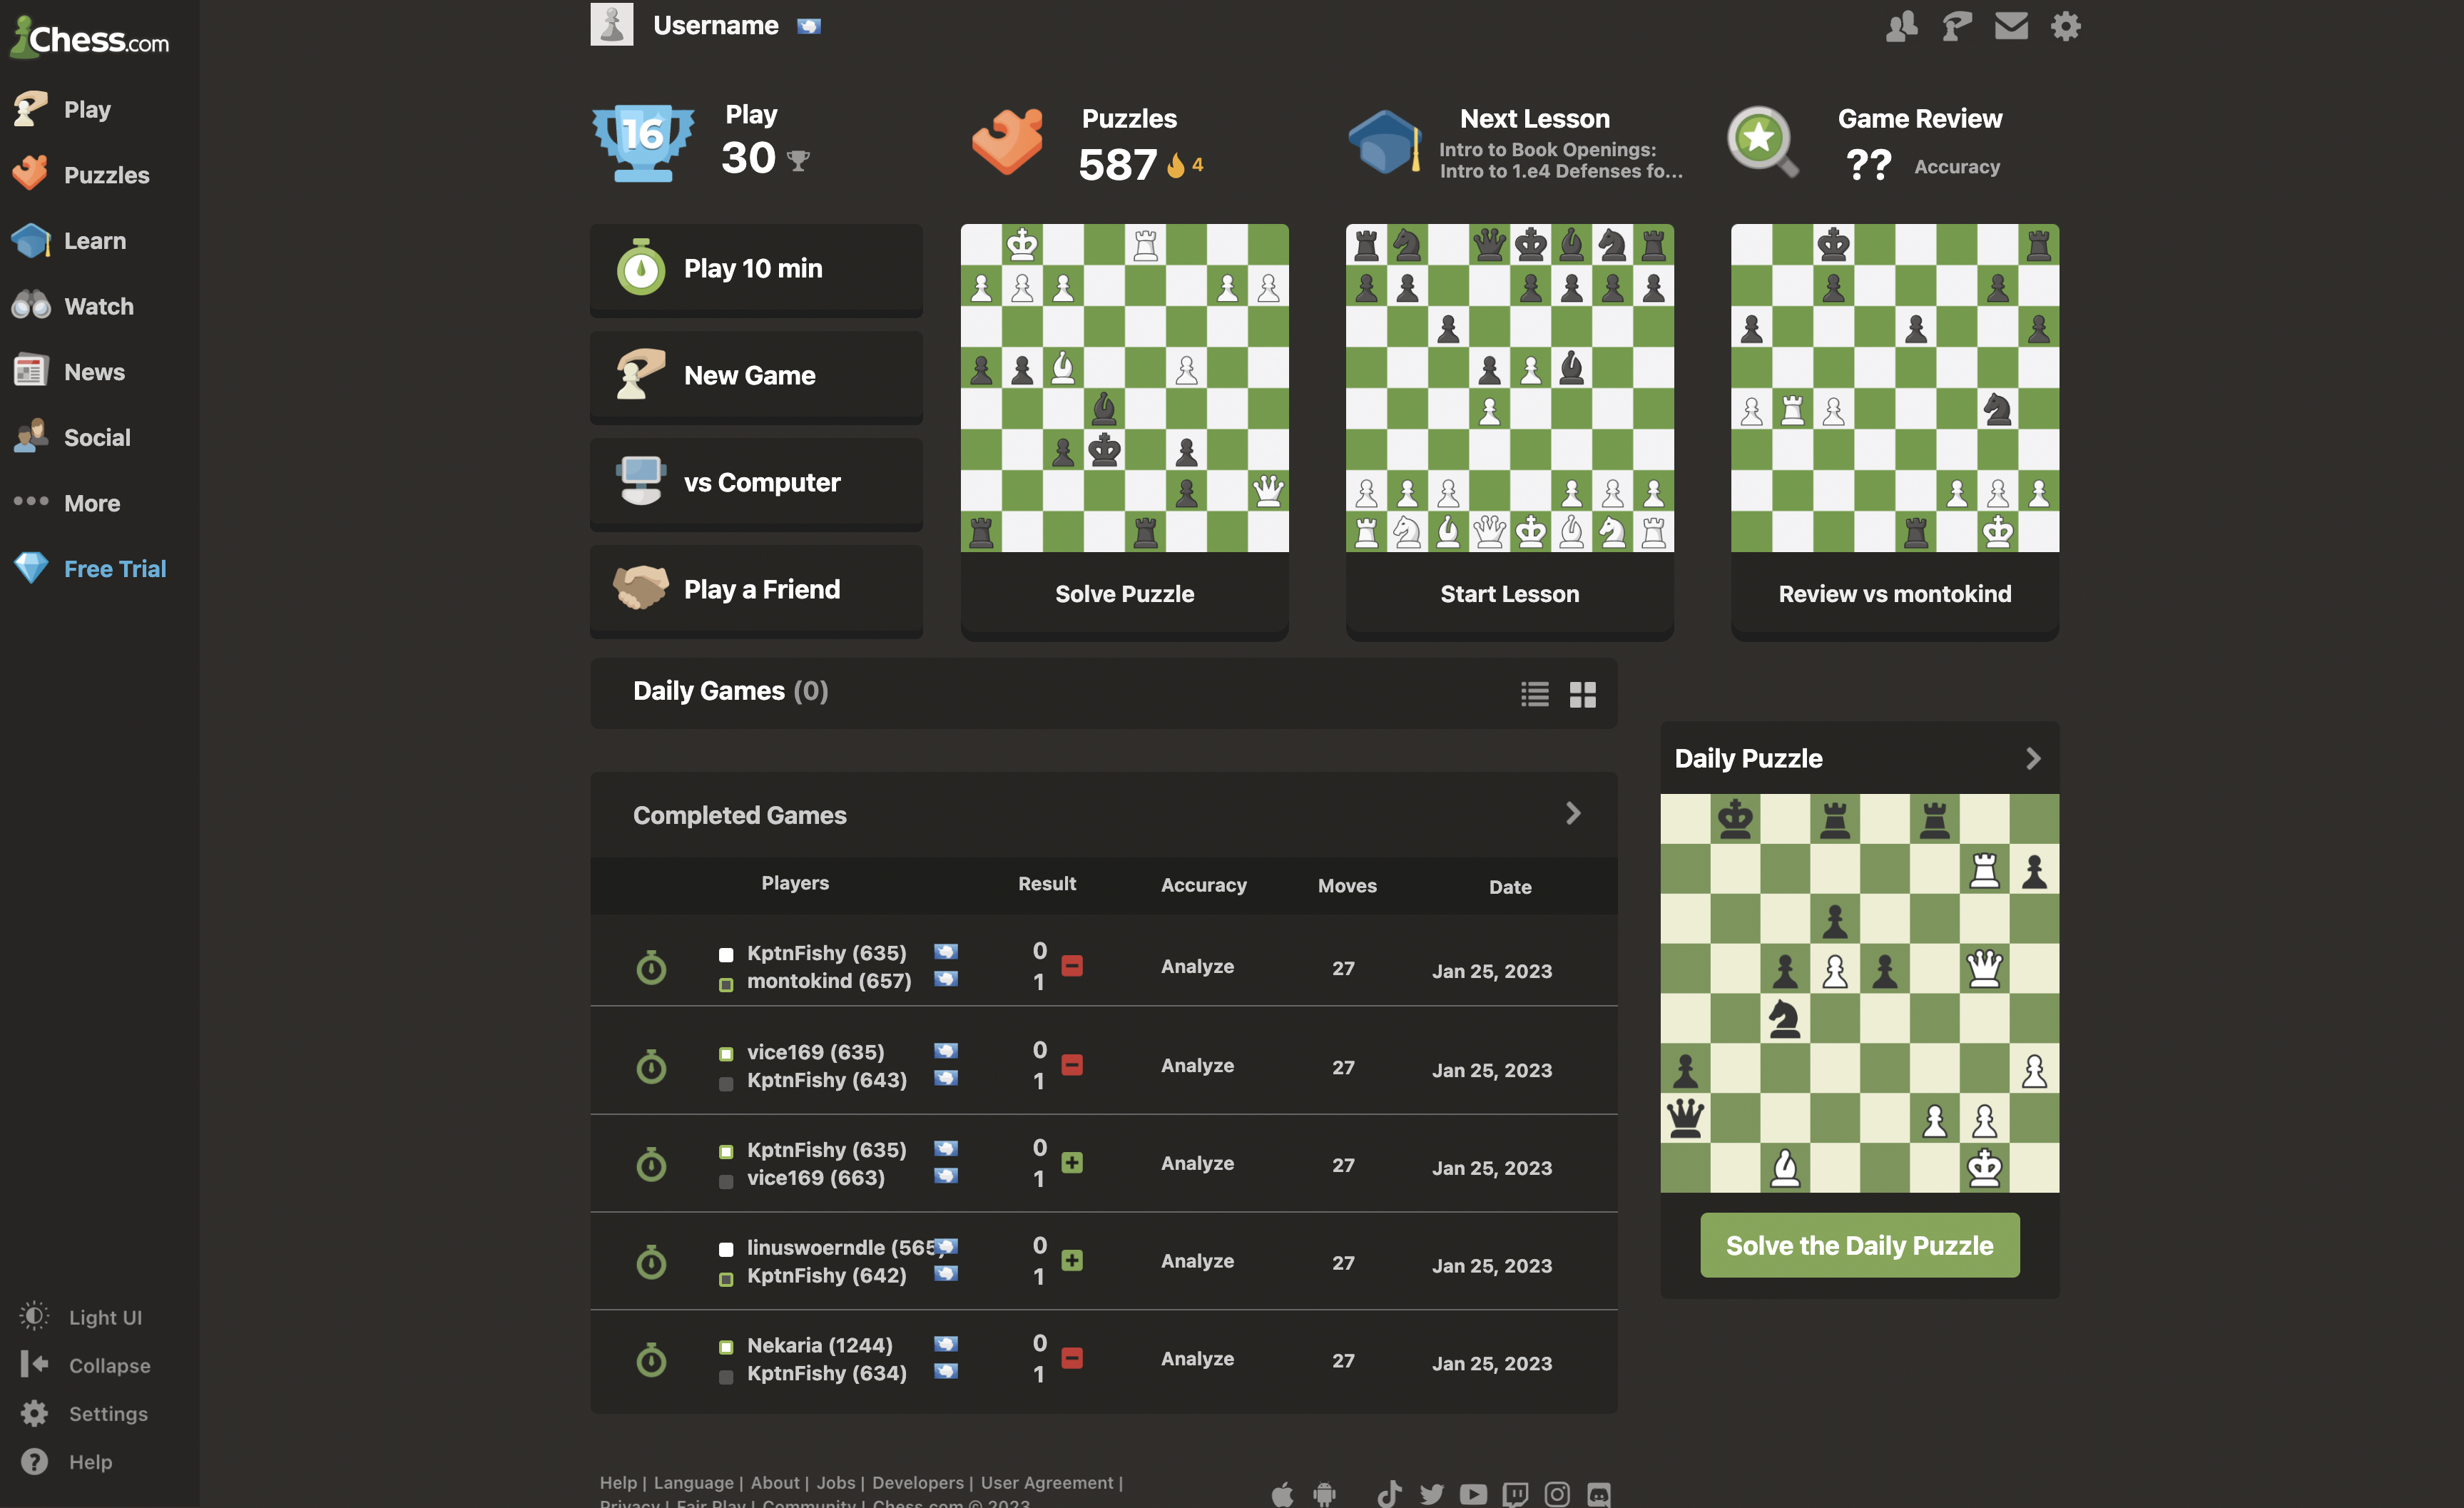 Chess.com
Play
Puzzles
Learn
Watch
News
Social
More
Free Trial
Light UI
Collapse
Settings
Help
Username
16
Play
30
Puzzles
587 4
Next Lesson
Intro to Book Openings:
Intro to 1.e4 Defenses fo...
Game Review
?? Accuracy
Play 10 min
New Game
vs Computer
Play a Friend
Solve Puzzle
Start Lesson
Review vs montokind
Daily Games (0)
Completed Games
Players Result Accuracy Moves Date
KptnFishy (635) 0
montokind (657) 1
Analyze 27 Jan 25, 2023
vice169 (635) 0
KptnFishy (643) 1
Analyze 27 Jan 25, 2023
KptnFishy (635) 0
vice169 (663) 1
Analyze 27 Jan 25, 2023
linuswoerndle (565) 0
KptnFishy (642) 1
Analyze 27 Jan 25, 2023
Nekaria (1244) 0
KptnFishy (634) 1
Analyze 27 Jan 25, 2023
Daily Puzzle
Solve the Daily Puzzle
Help | Language | About | Jobs | Developers | User Agreement |
Privacy | Fair Play | Community | Chess.com © 2023